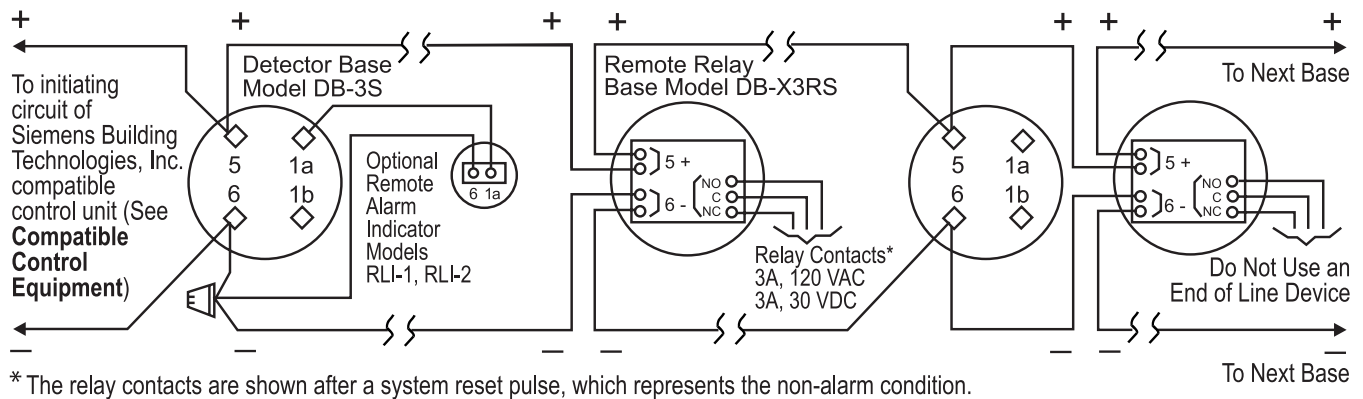 + + + + + + +
Detector Base
Model DB-3S
Remote Relay
Base Model DB-X3RS
To Next Base
To initiating
circuit of
Siemens Building
Technologies, Inc.
compatible
control unit (See
Compatible
Control
Equipment)
5 1a
6 1b
Optional
Remote
Alarm
Indicator
Models
RLI-1, RLI-2
6 1a
5 +
6 -
NO
C
NC
Relay Contacts*
3A, 120 VAC
3A, 30 VDC
5 1a
6 1b
5 +
6 -
NO
C
NC
Do Not Use an
End of Line Device
— — — — — — —
To Next Base
* The relay contacts are shown after a system reset pulse, which represents the non-alarm condition.